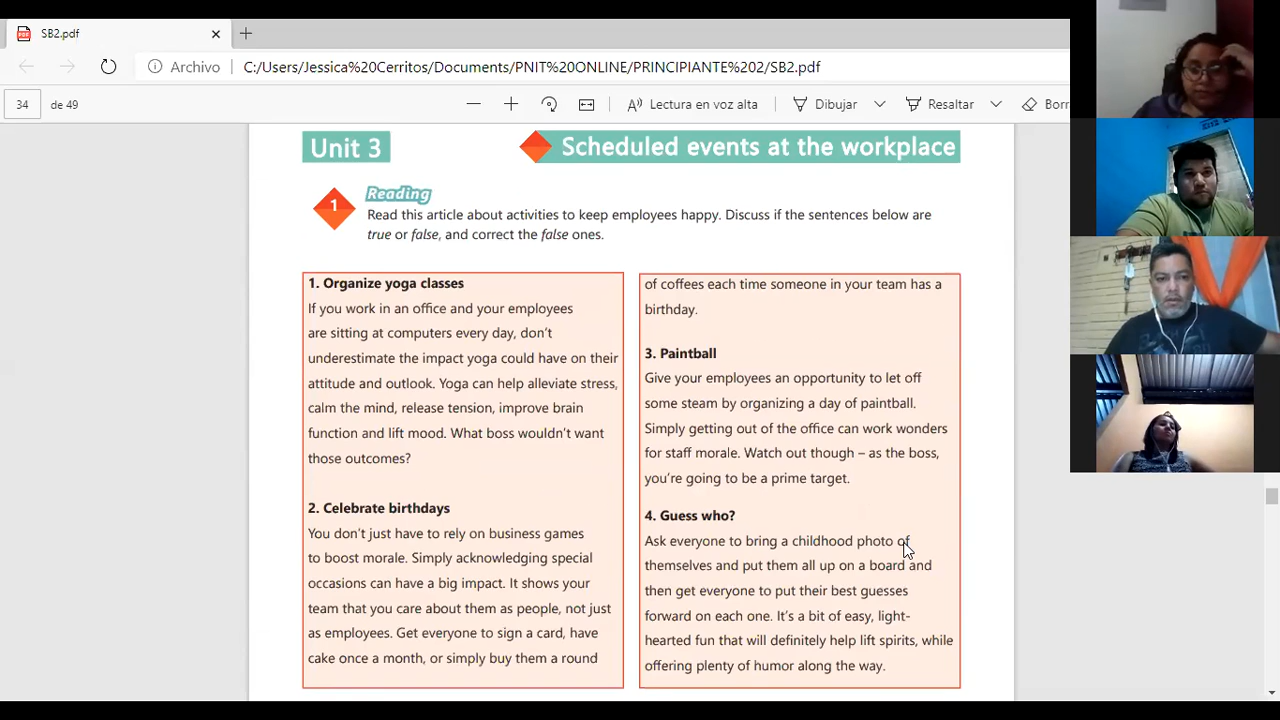 SB2.pdf
Archivo
C:/Users/Jessica%20Cerritos/Documents/PNIT%20ONLINE/PRINCIPIANTE%202/SB2.pdf
34
de 49
Lectura en voz alta
Dibujar
Resaltar
Borr
Unit 3
Scheduled events at the workplace
1
Reading
Read this article about activities to keep employees happy. Discuss if the sentences below are
true or false, and correct the false ones.
1. Organize yoga classes
If you work in an office and your employees
are sitting at computers every day, don't
underestimate the impact yoga could have on their
attitude and outlook. Yoga can help alleviate stress,
calm the mind, release tension, improve brain
function and lift mood. What boss wouldn't want
those outcomes?
2. Celebrate birthdays
You don't just have to rely on business games
to boost morale. Simply acknowledging special
occasions can have a big impact. It shows your
team that you care about them as people, not just
as employees. Get everyone to sign a card, have
cake once a month, or simply buy them a round
of coffees each time someone in your team has a
birthday.
3. Paintball
Give your employees an opportunity to let off
some steam by organizing a day of paintball.
Simply getting out of the office can work wonders
for staff morale. Watch out though – as the boss,
you're going to be a prime target.
4. Guess who?
Ask everyone to bring a childhood photo of
themselves and put them all up on a board and
then get everyone to put their best guesses
forward on each one. It's a bit of easy, light-
hearted fun that will definitely help lift spirits, while
offering plenty of humor along the way.